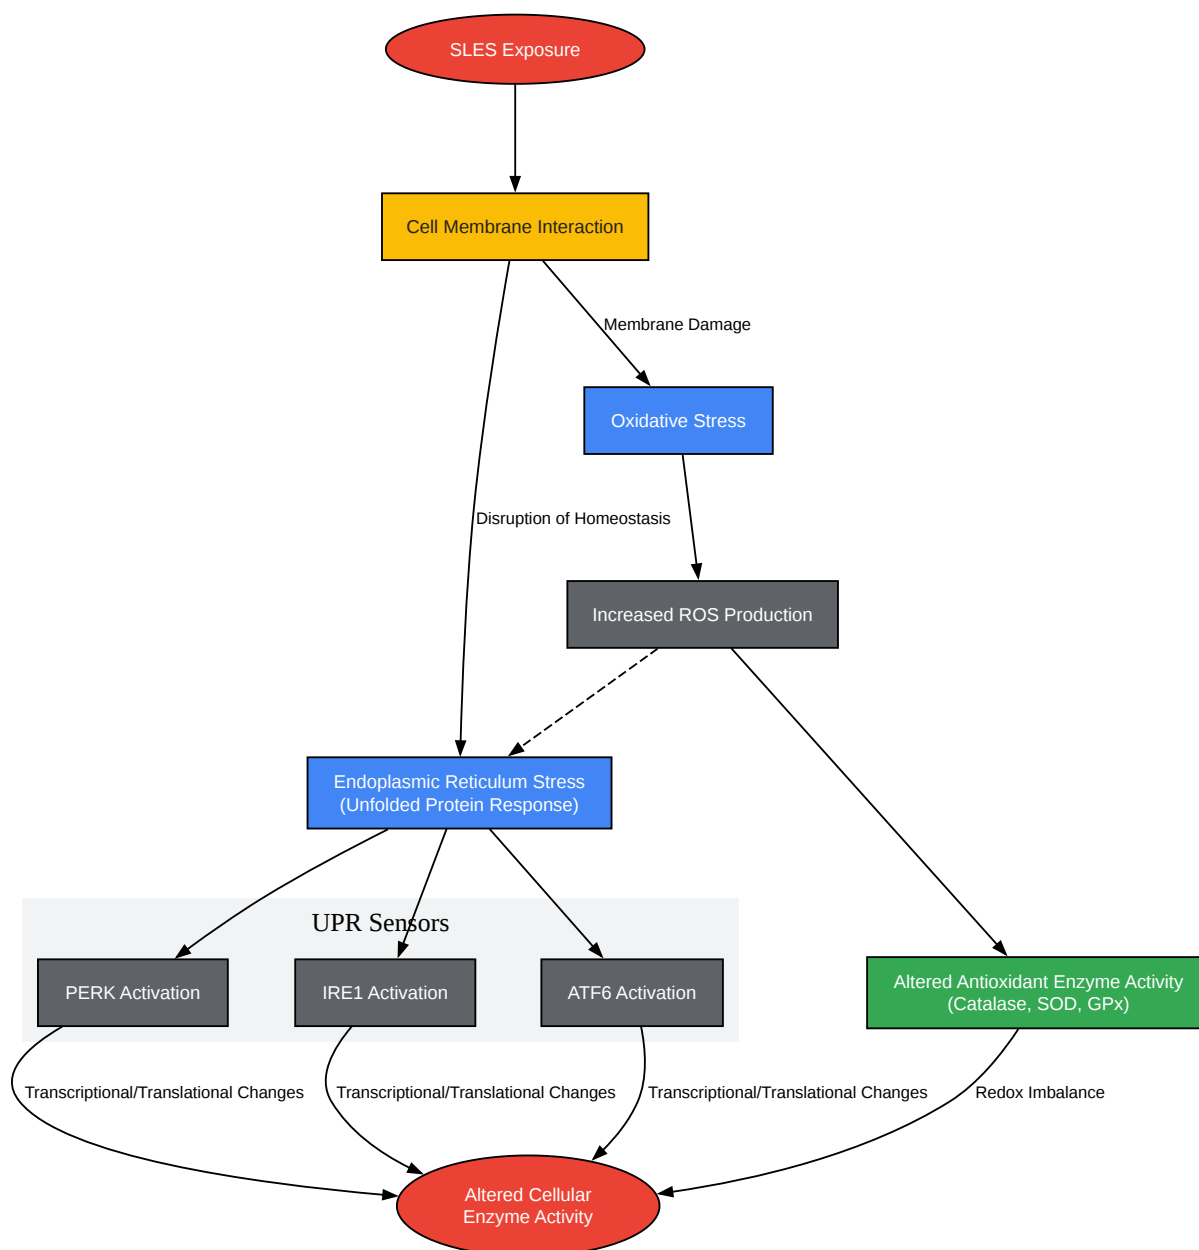 SLES Exposure
Cell Membrane Interaction
Membrane Damage
Oxidative Stress
Disruption of Homeostasis
Increased ROS Production
Endoplasmic Reticulum Stress
(Unfolded Protein Response)
UPR Sensors
PERK Activation
IRE1 Activation
ATF6 Activation
Altered Antioxidant Enzyme Activity
(Catalase, SOD, GPx)
Transcriptional/Translational Changes
Transcriptional/Translational Changes
Transcriptional/Translational Changes
Redox Imbalance
Altered Cellular
Enzyme Activity